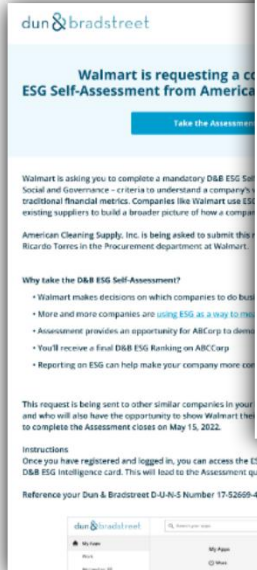 dun & bradstreet
Walmart is requesting a co
ESG Self-Assessment from America
Take the Assessment
Walmart is asking you to complete a mandatory D&B ESG Sel
Social and Governance – criteria to understand a company's
traditional financial metrics. Companies like Walmart use ESG
existing suppliers to build a broader picture of how a compan
American Cleaning Supply, Inc. is being asked to submit this r
Ricardo Torres in the Procurement department at Walmart.
Why take the D&B ESG Self-Assessment?
• Walmart makes decisions on which companies to do busi
• More and more companies are using ESG as a way to mea
• Assessment provides an opportunity for ABCorp to demo
• You'll receive a final D&B ESG Ranking on ABCCorp
• Reporting on ESG can help make your company more con
This request is being sent to other similar companies in your
and who will also have the opportunity to show Walmart thei
to complete the Assessment closes on May 15, 2022.
Instructions
Once you have registered and logged in, you can access the E
D&B ESG Intelligence card. This will lead to the Assessment qu
Reference your Dun & Bradstreet D-U-N-S Number 17-52669-4
dun & bradstreet
My Apps
My Apps